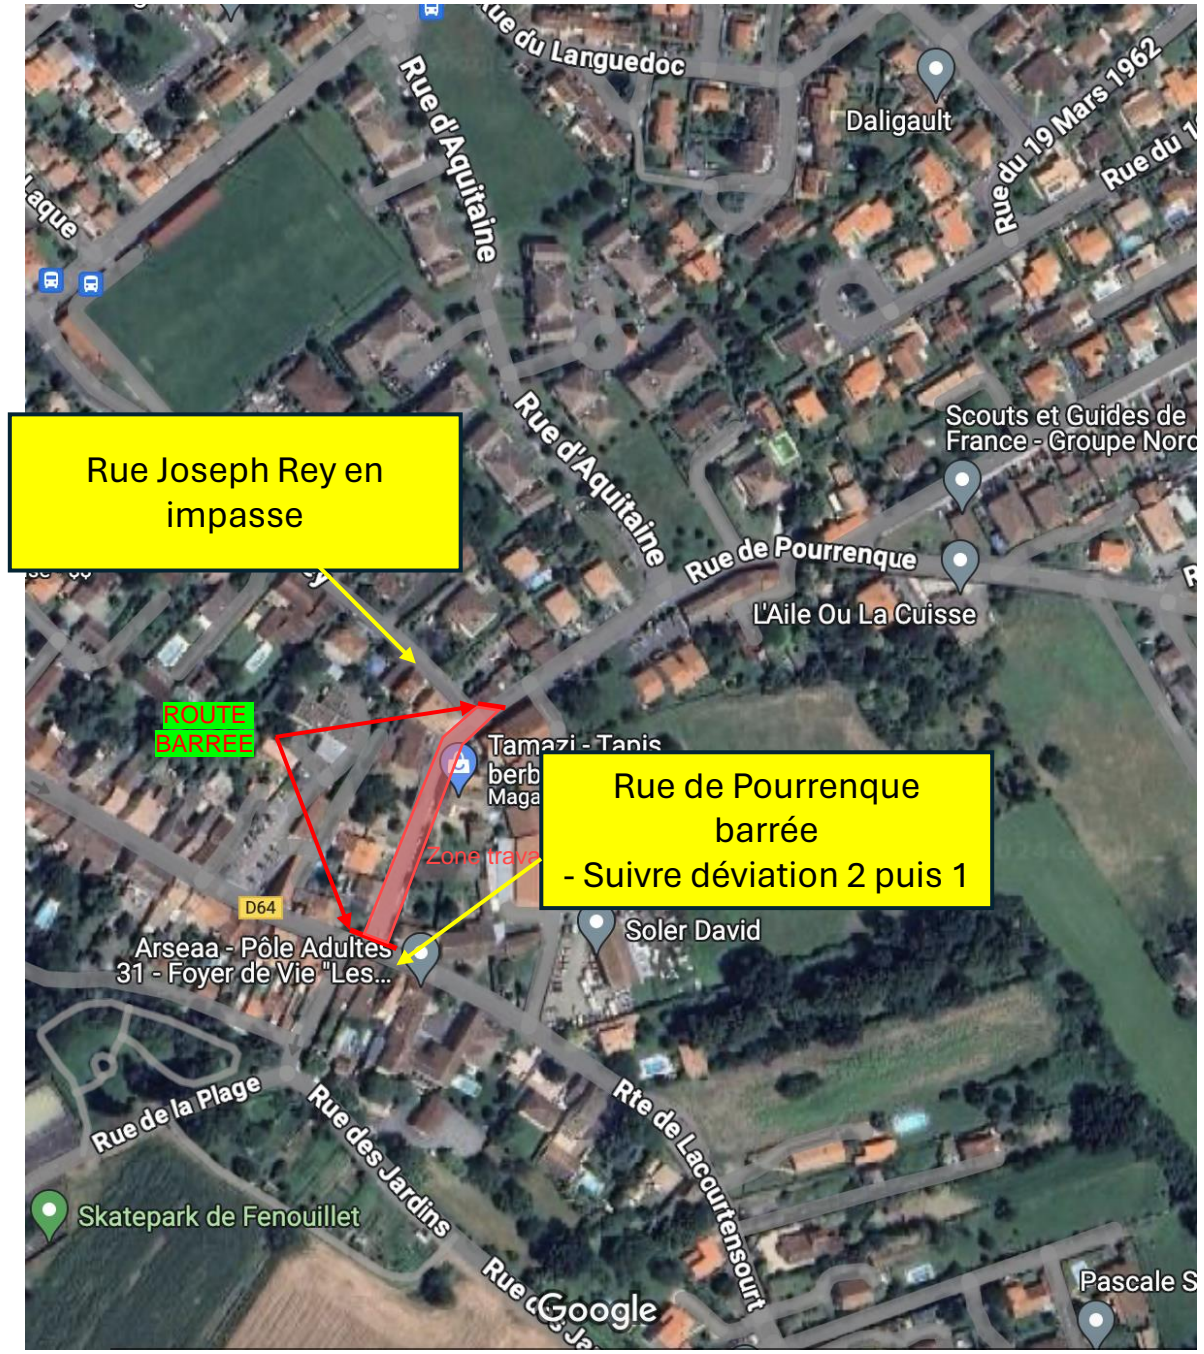 Rue du Languedoc
Rue d'Aquitaine
Daligault
Rue du 19 Mars 1962
Rue du 1
Laque
Scouts et Guides de
France - Groupe Nord
Rue d'Aquitaine
Rue Joseph Rey en
impasse
Rue de Pourrenque
L'Aile Ou La Cuisse
ROUTE
BARREE
Tamazi - Tapis
berb
Maga
Rue de Pourrenque
barrée
- Suivre déviation 2 puis 1
Zone trava
D64
Arseaa - Pôle Adultes
31 - Foyer de Vie "Les...
Soler David
Rue de la Plage
Rue des Jardins
Rte de Lacourtensourt
Skatepark de Fenouillet
Pascale S
Google